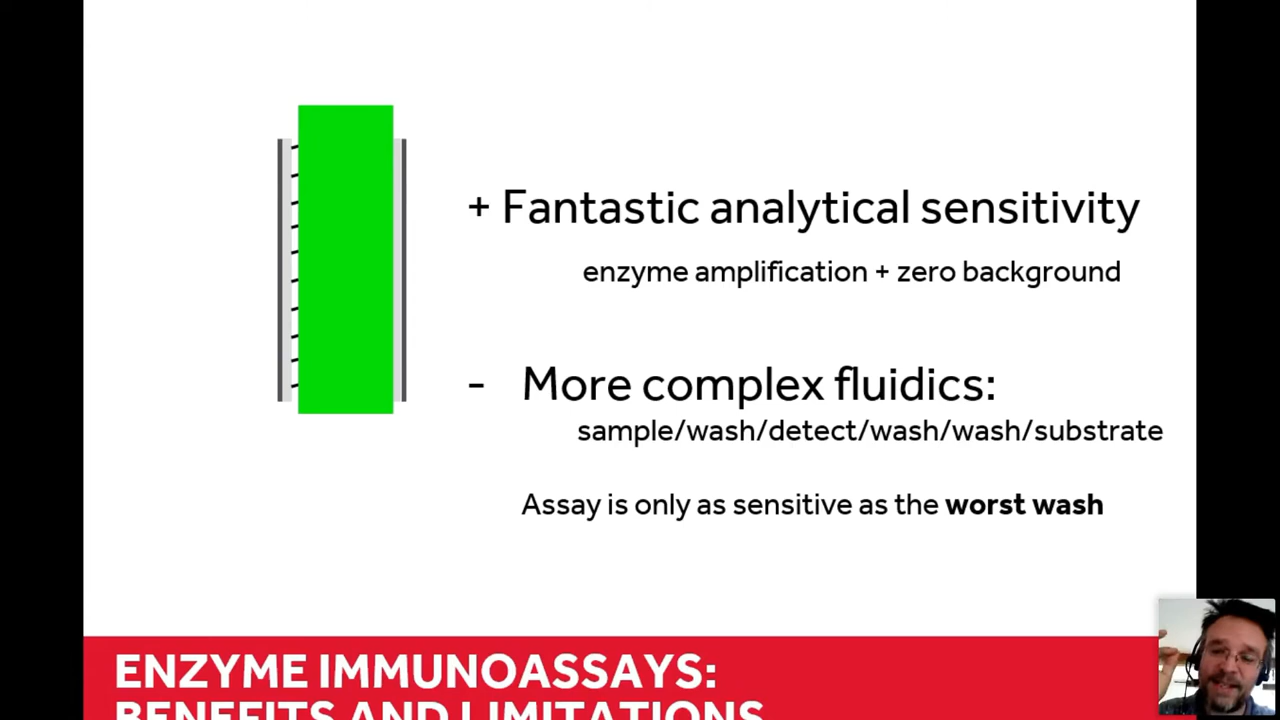 + Fantastic analytical sensitivity
enzyme amplification + zero background
- More complex fluidics:
sample/wash/detect/wash/wash/substrate
Assay is only as sensitive as the worst wash
ENZYME IMMUNOASSAYS:
BENEFITS AND LIMITATIONS